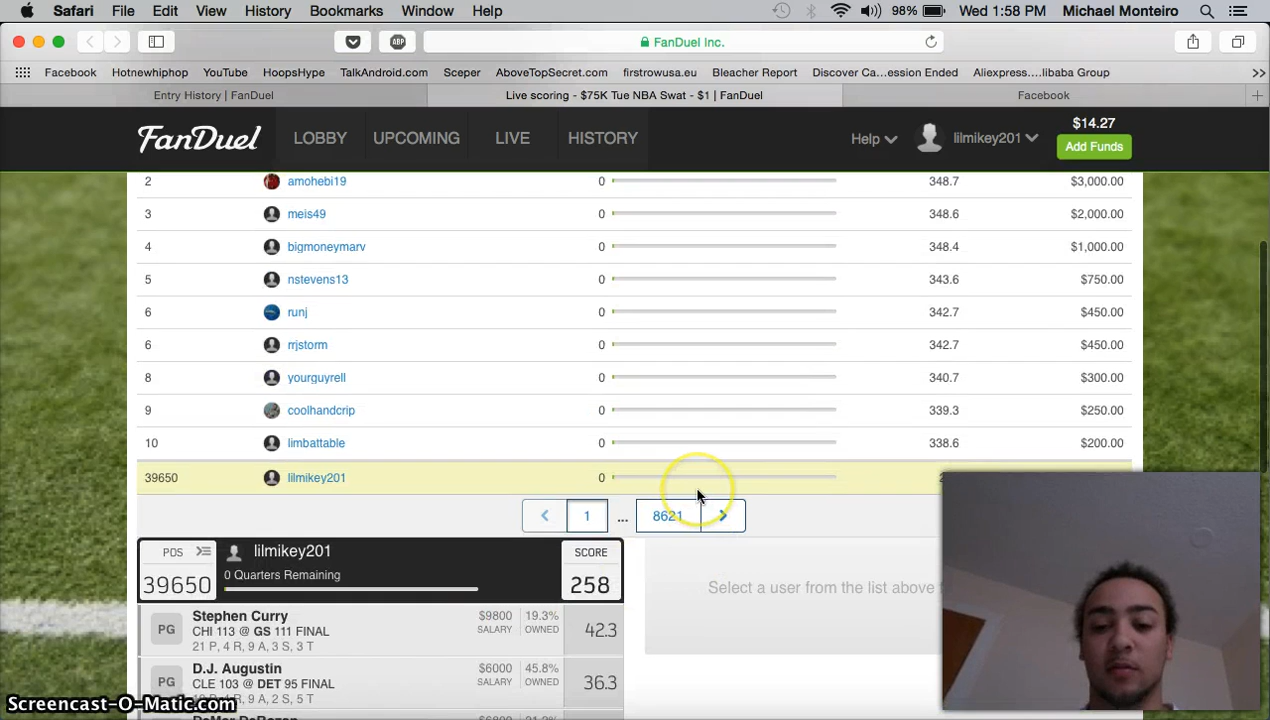 Safari File Edit View History Bookmarks Window Help 98% Wed 1:58 PM Michael Monteiro
ABP FanDuel Inc.
Facebook Hotnewhiphop YouTube HoopsHype TalkAndroid.com Sceper AboveTopSecret.com firstrowusa.eu Bleacher Report Discover Ca...ession Ended Aliexpress....libaba Group >>
Entry History | FanDuel Live scoring - $75K Tue NBA Swat - $1 | FanDuel Facebook +
FANDUEL LOBBY UPCOMING LIVE HISTORY Help lilmikey201 $14.27
Add Funds
2 amohebi19 0 348.7 $3,000.00
3 meis49 0 348.6 $2,000.00
4 bigmoneymarv 0 348.4 $1,000.00
5 nstevens13 0 343.6 $750.00
6 runj 0 342.7 $450.00
6 rrjstorm 0 342.7 $450.00
8 yourguyrell 0 340.7 $300.00
9 coolhandcrip 0 339.3 $250.00
10 limbattable 0 338.6 $200.00
39650 lilmikey201 0
< 1 ... 8621 >
POS lilmikey201 SCORE
39650 0 Quarters Remaining 258
Select a user from the list above
PG Stephen Curry $9800 19.3% 42.3
CHI 113 @ GS 111 FINAL SALARY OWNED
21 P, 4 R, 9 A, 3 S, 3 T
PG D.J. Augustin $6000 45.8% 36.3
CLE 103 @ DET 95 FINAL SALARY OWNED
Screencast-O-Matic.com